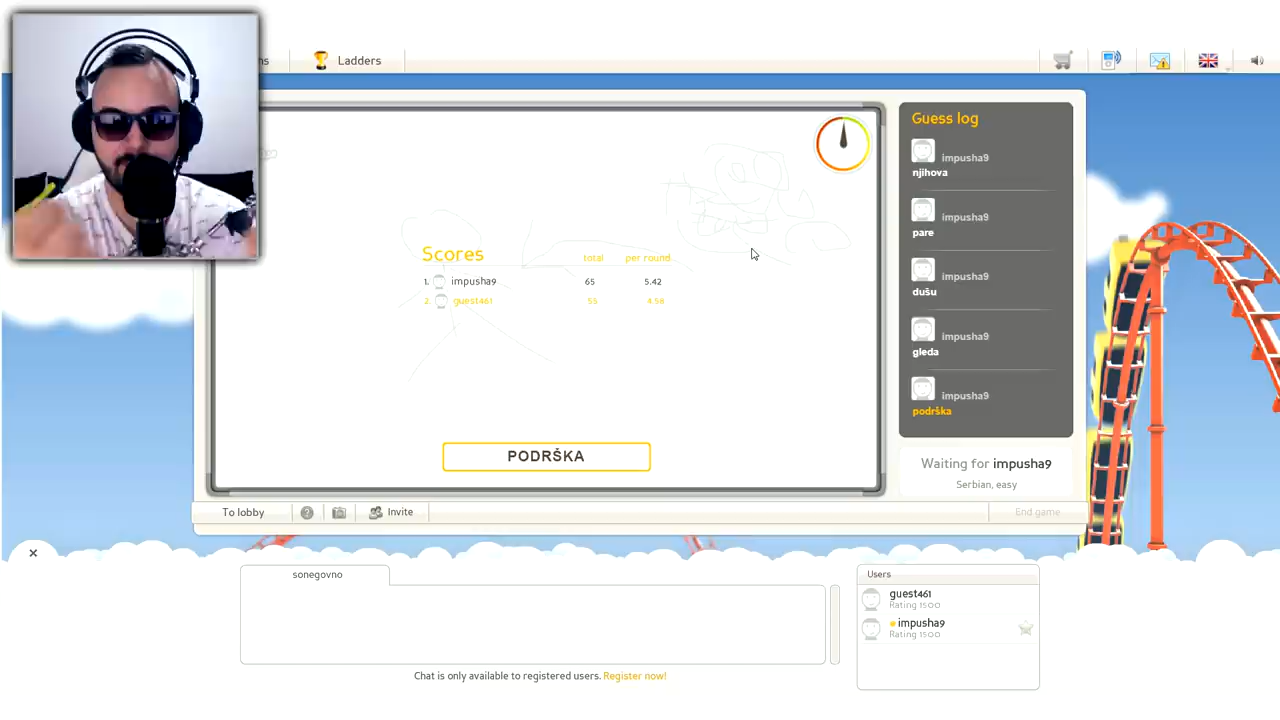 ns
Ladders
Guess log
impusha9
njihova
impusha9
pare
impusha9
dušu
impusha9
gleda
impusha9
podrška
Scores total per round
1. impusha9 65 5.42
2. guest461 55 4.58
PODRŠKA
Waiting for impusha9
Serbian, easy
To lobby
?
Invite
End game
×
sonegovno
Chat is only available to registered users. Register now!
Users
guest461
Rating 1500
impusha9
Rating 1500